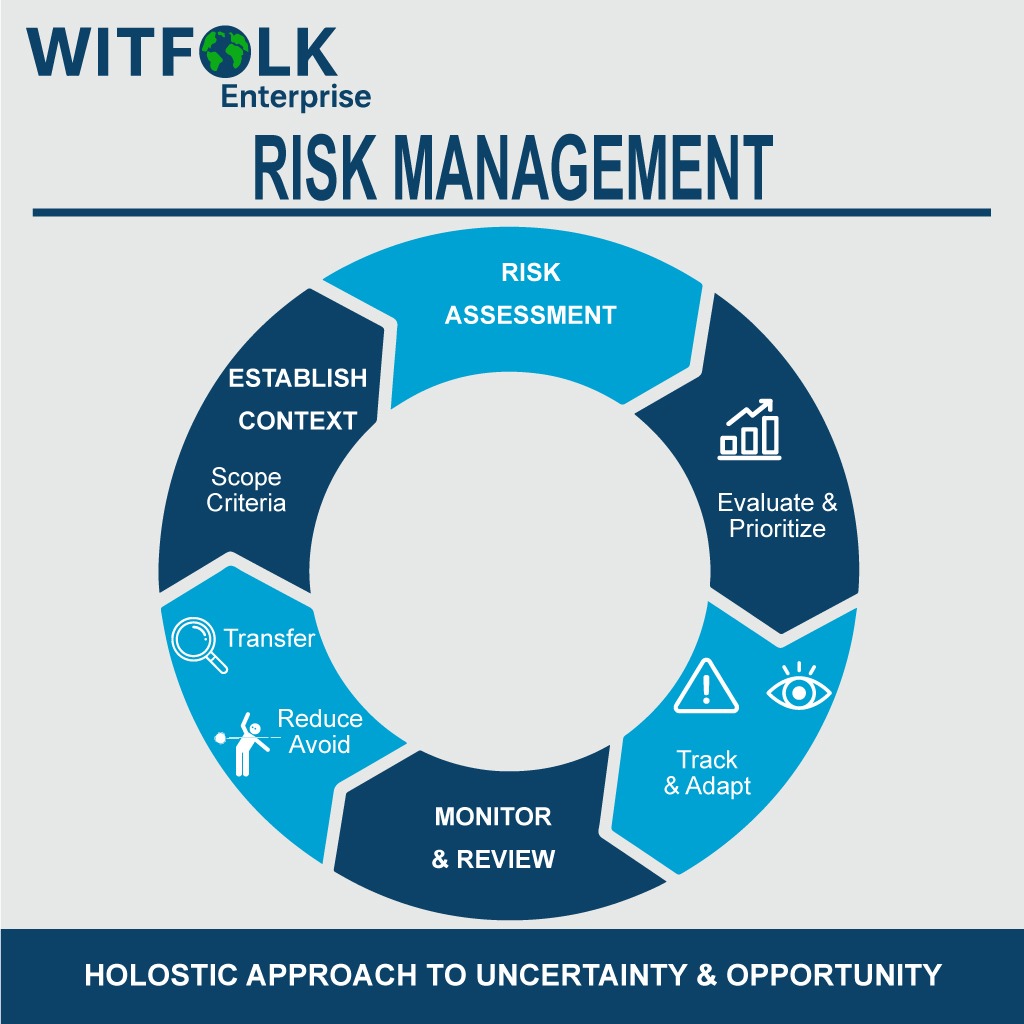 WITFOLK
Enterprise
RISK MANAGEMENT
RISK
ASSESSMENT
ESTABLISH
CONTEXT
Scope
Criteria
Evaluate &
Prioritize
Transfer
Reduce
Avoid
Track
& Adapt
MONITOR
& REVIEW
HOLOSTIC APPROACH TO UNCERTAINTY & OPPORTUNITY